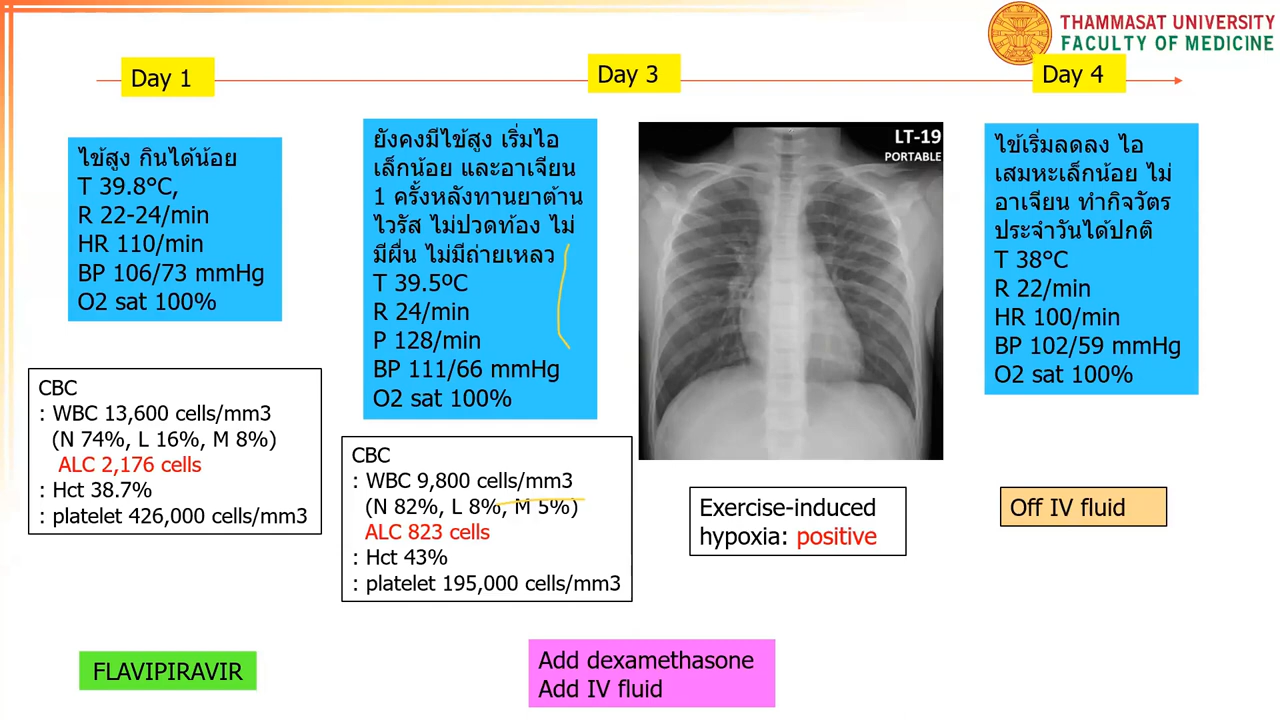 THAMMASAT UNIVERSITY
FACULTY OF MEDICINE
Day 1
Day 3
Day 4
ไข้สูง กินได้น้อย
T 39.8°C,
R 22-24/min
HR 110/min
BP 106/73 mmHg
O2 sat 100%
CBC
: WBC 13,600 cells/mm3
(N 74%, L 16%, M 8%)
ALC 2,176 cells
: Hct 38.7%
: platelet 426,000 cells/mm3
FLAVIPIRAVIR
ยังคงมีไข้สูง เริ่มไอ
เล็กน้อย และอาเจียน
1 ครั้งหลังทานยาต้าน
ไวรัส ไม่ปวดท้อง ไม่
มีผื่น ไม่มีถ่ายเหลว
T 39.5ºC
R 24/min
P 128/min
BP 111/66 mmHg
O2 sat 100%
CBC
: WBC 9,800 cells/mm3
(N 82%, L 8%, M 5%)
ALC 823 cells
: Hct 43%
: platelet 195,000 cells/mm3
LT-19
PORTABLE
Exercise-induced
hypoxia: positive
Add dexamethasone
Add IV fluid
ไข้เริ่มลดลง ไอ
เสมหะเล็กน้อย ไม่
อาเจียน ทำกิจวัตร
ประจำวันได้ปกติ
T 38°C
R 22/min
HR 100/min
BP 102/59 mmHg
O2 sat 100%
Off IV fluid